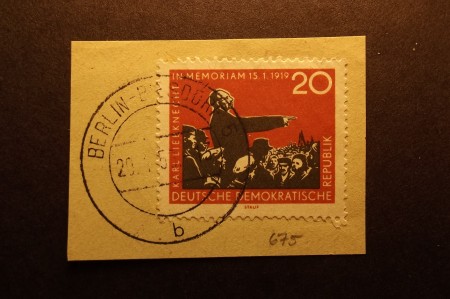 IN MEMORIAM 15.1.1919
20
KARL LIEBKNECHT
DEUTSCHE DEMOKRATISCHE
REPUBLIK
BERLIN
b
675